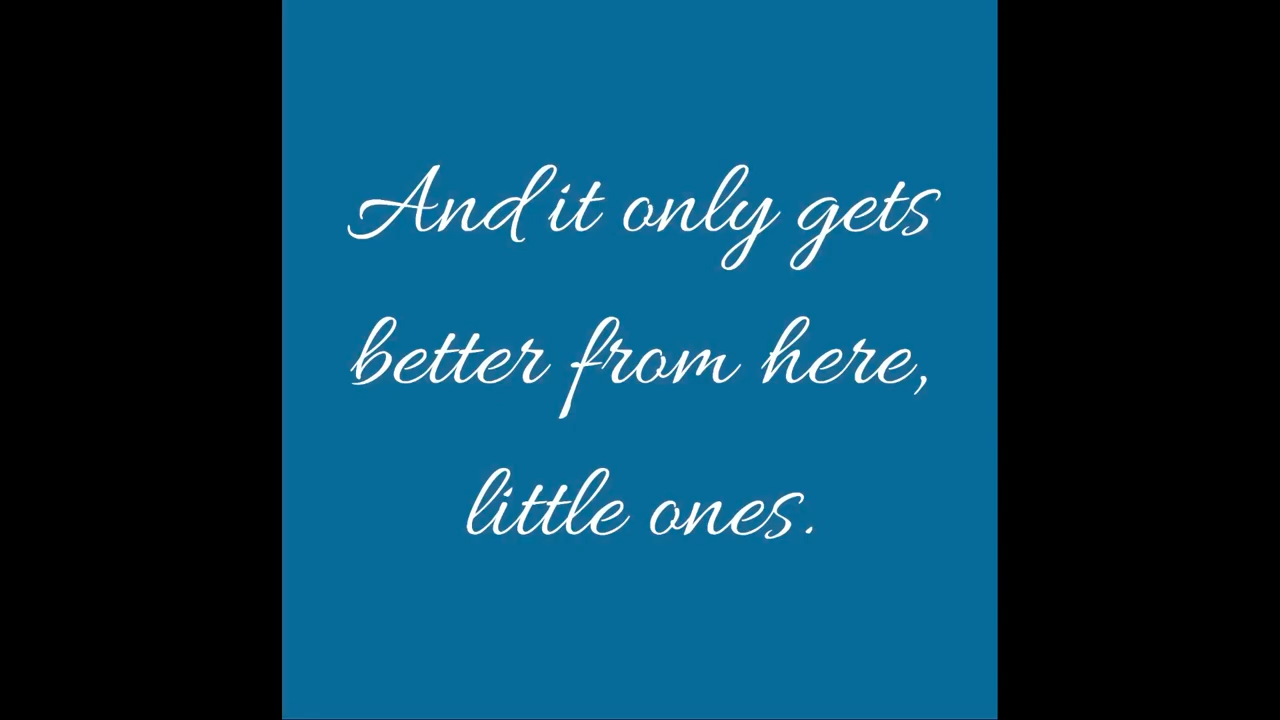 And it only gets
better from here,
little ones.